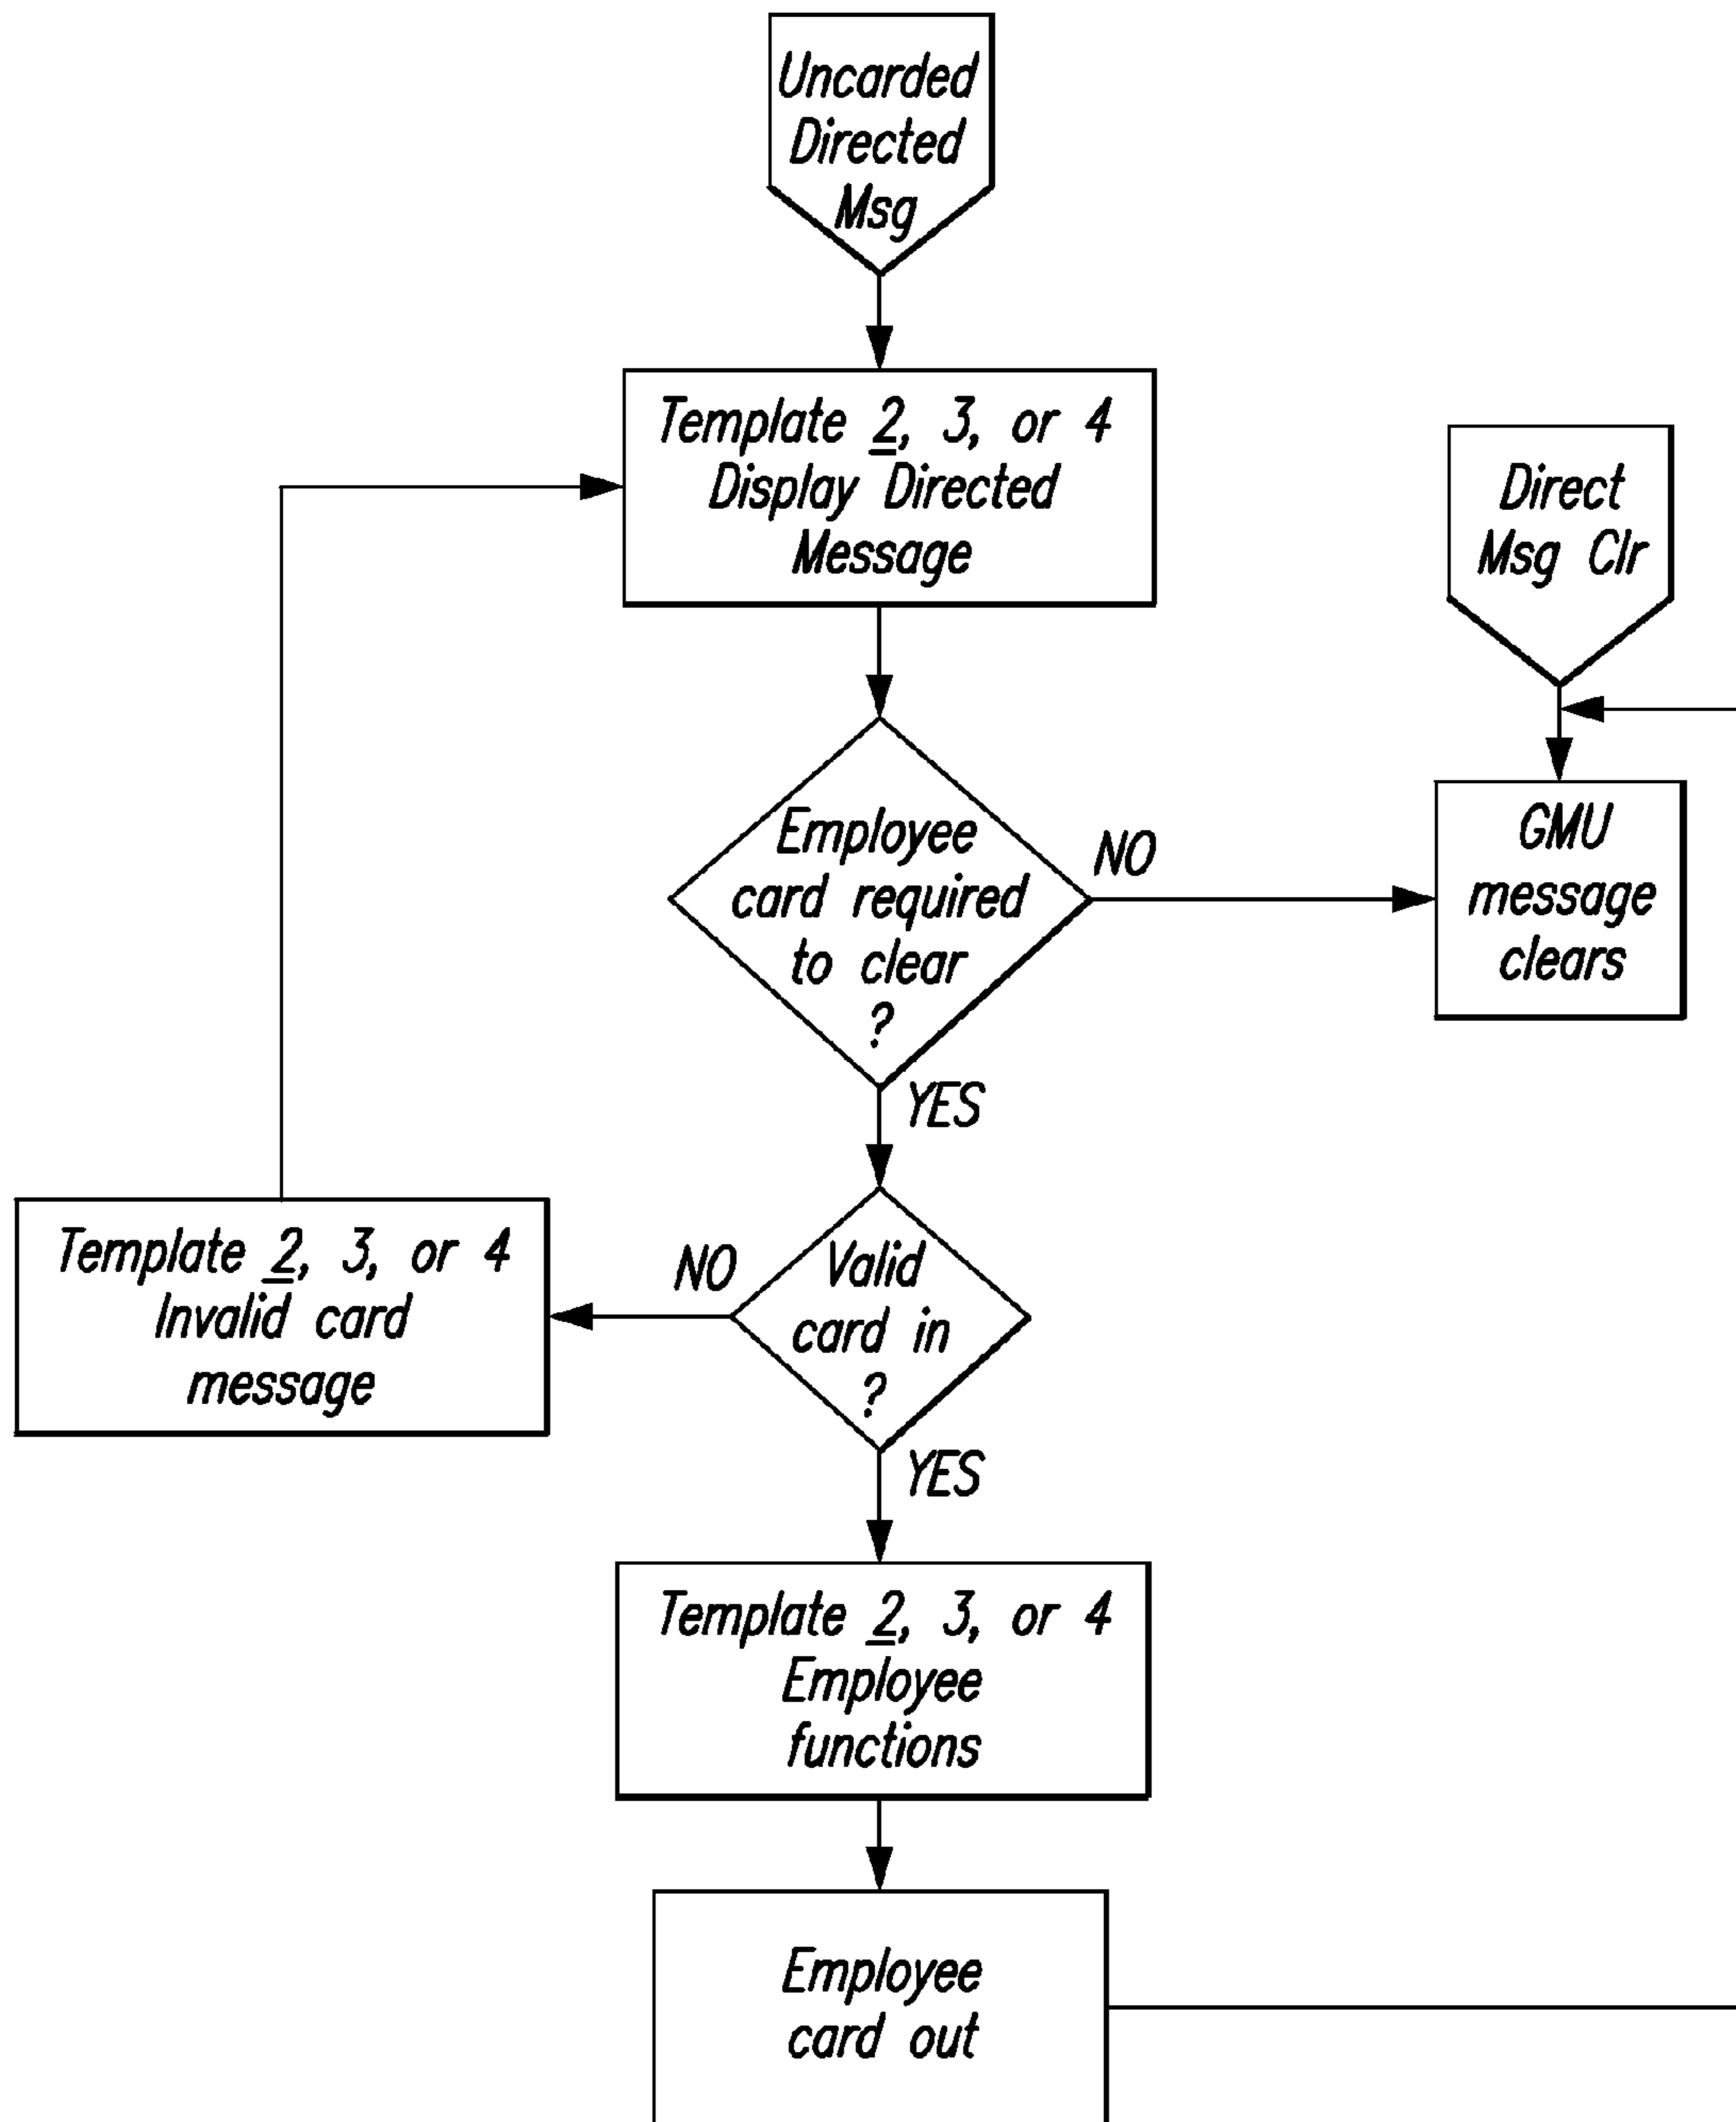 Uncarded
Directed
Msg
Template 2, 3, or 4
Display Directed
Message
Direct
Msg Clr
Employee
card required
to clear
?
NO
GMU
message
clears
YES
Template 2, 3, or 4
Invalid card
message
NO
Valid
card in
?
YES
Template 2, 3, or 4
Employee
functions
Employee
card out